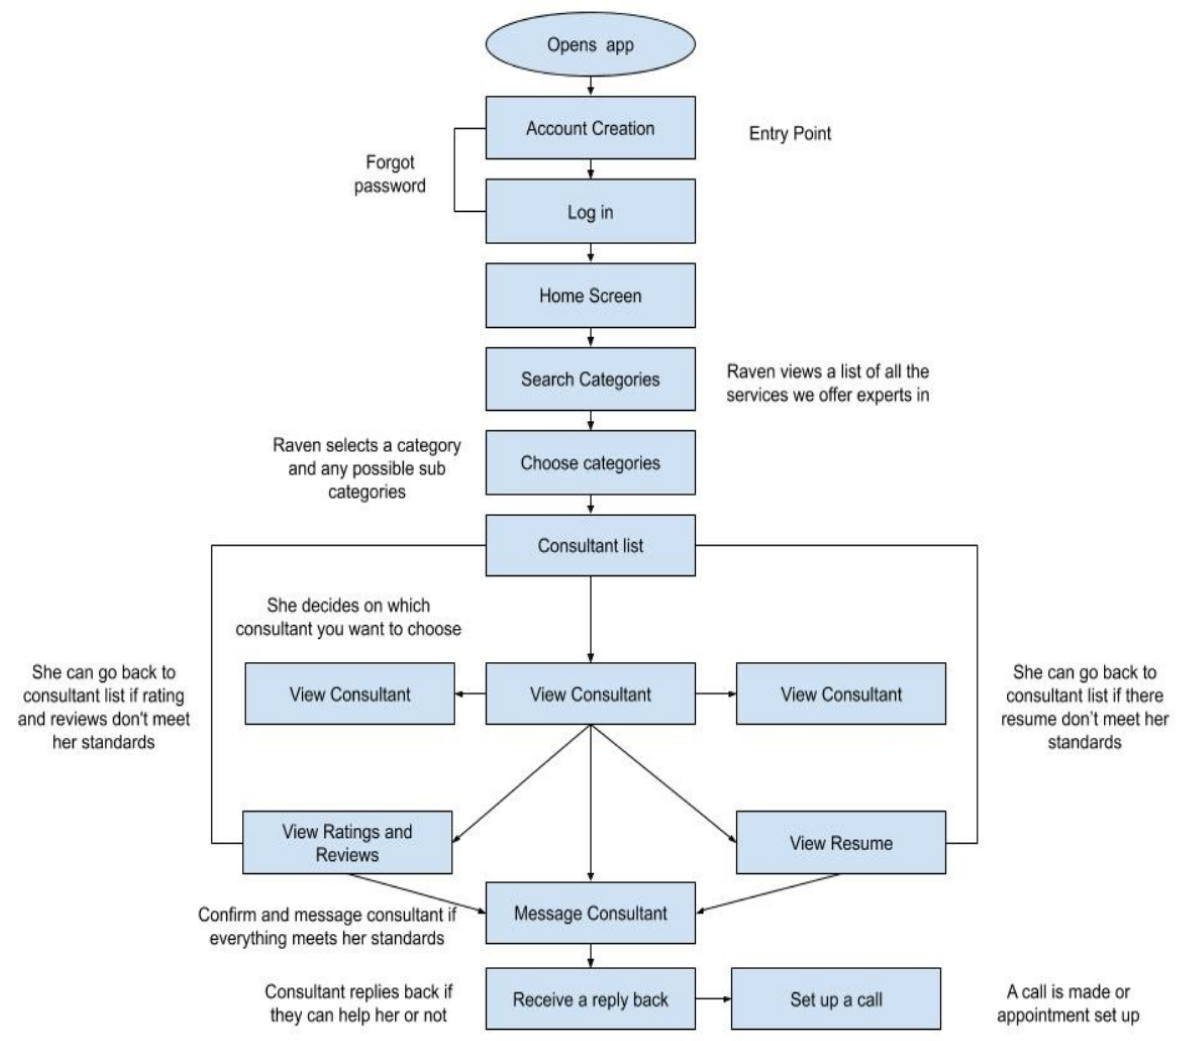 Opens app
Account Creation
Entry Point
Forgot
password
Log in
Home Screen
Search Categories
Raven views a list of all the
services we offer experts in
Raven selects a category
and any possible sub
categories
Choose categories
Consultant list
She decides on which
consultant you want to choose
She can go back to
consultant list if rating
and reviews don't meet
her standards
View Consultant
View Consultant
View Consultant
She can go back to
consultant list if there
resume don't meet her
standards
View Ratings and
Reviews
View Resume
Confirm and message consultant if
everything meets her standards
Message Consultant
Consultant replies back if
they can help her or not
Receive a reply back
Set up a call
A call is made or
appointment set up